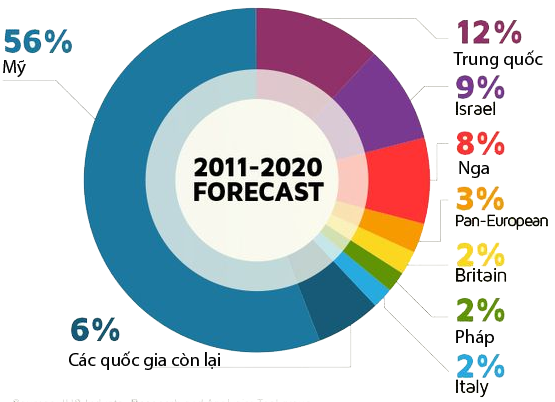 56%
Mỹ
12%
Trung quốc
9%
Israel
8%
Nga
3%
Pan-European
2%
Britain
2%
Pháp
2%
Italy
6%
Các quốc gia còn lại
2011-2020
FORECAST